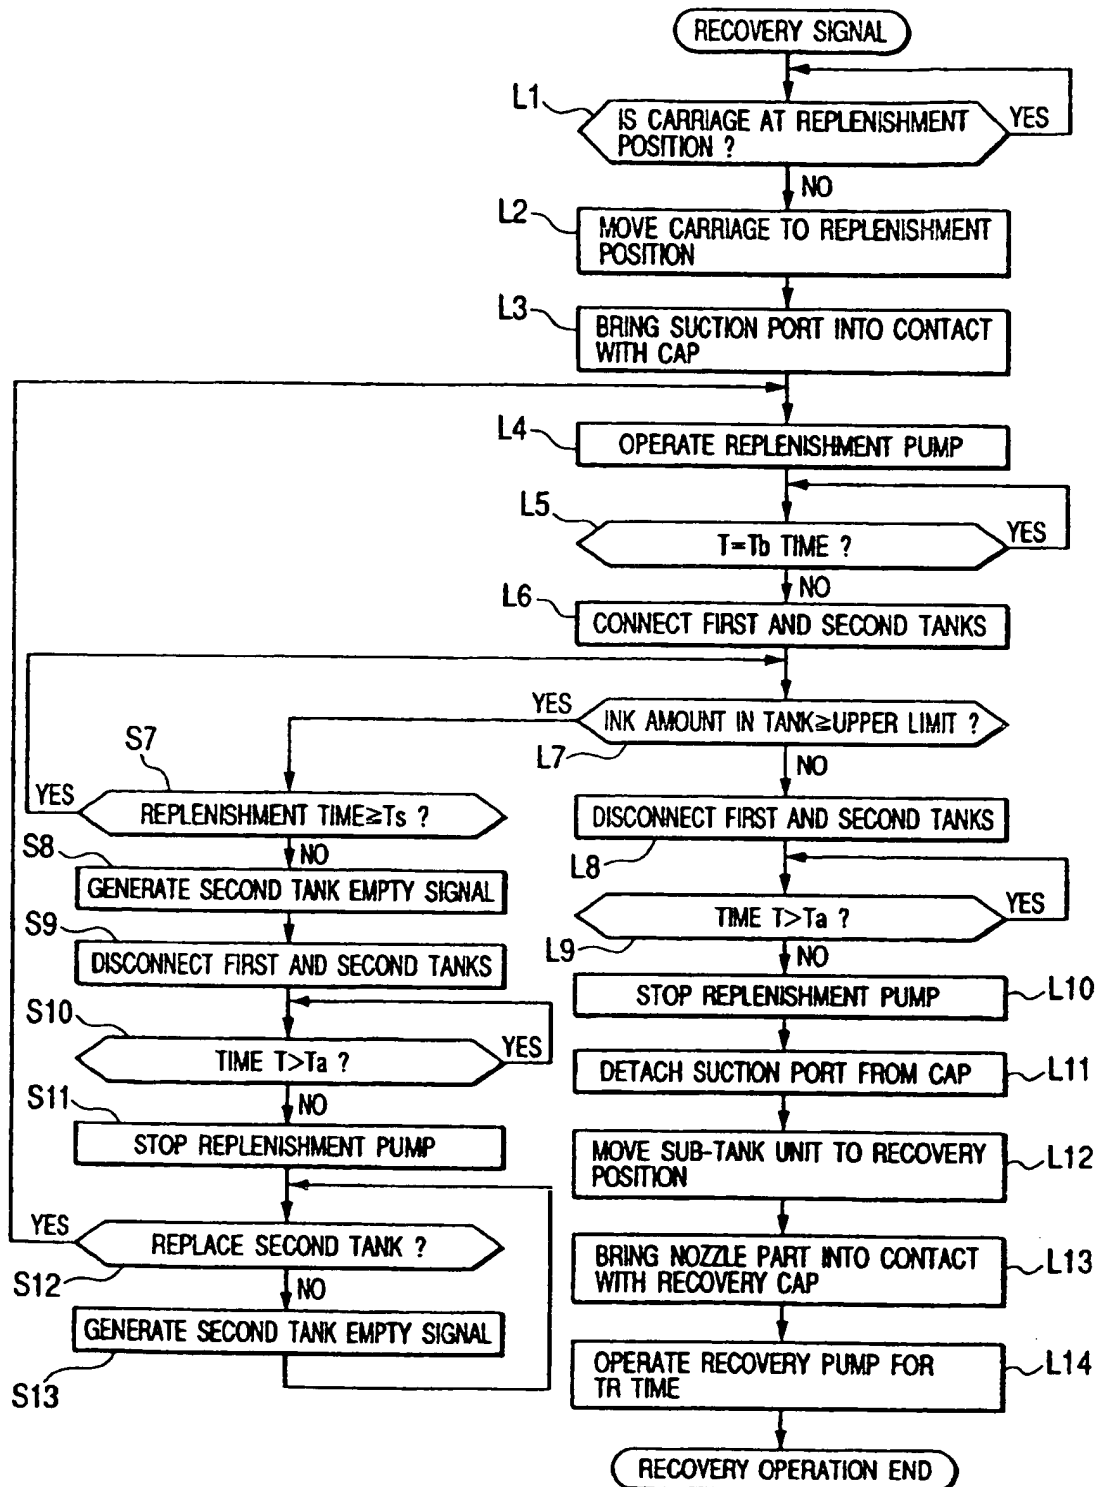 RECOVERY SIGNAL
L1
IS CARRIAGE AT REPLENISHMENT
POSITION ?
YES
NO
L2
MOVE CARRIAGE TO REPLENISHMENT
POSITION
L3
BRING SUCTION PORT INTO CONTACT
WITH CAP
L4
OPERATE REPLENISHMENT PUMP
L5
T=Tb TIME ?
YES
NO
L6
CONNECT FIRST AND SECOND TANKS
YES
INK AMOUNT IN TANK≧UPPER LIMIT ?
L7
NO
S7
YES
REPLENISHMENT TIME≧Ts ?
NO
S8
GENERATE SECOND TANK EMPTY SIGNAL
S9
DISCONNECT FIRST AND SECOND TANKS
S10
TIME T>Ta ?
YES
NO
S11
STOP REPLENISHMENT PUMP
YES
REPLACE SECOND TANK ?
S12
NO
GENERATE SECOND TANK EMPTY SIGNAL
S13
DISCONNECT FIRST AND SECOND TANKS
L8
TIME T>Ta ?
YES
L9
NO
STOP REPLENISHMENT PUMP
L10
DETACH SUCTION PORT FROM CAP
L11
MOVE SUB-TANK UNIT TO RECOVERY
POSITION
L12
BRING NOZZLE PART INTO CONTACT
WITH RECOVERY CAP
L13
OPERATE RECOVERY PUMP FOR
TR TIME
L14
RECOVERY OPERATION END